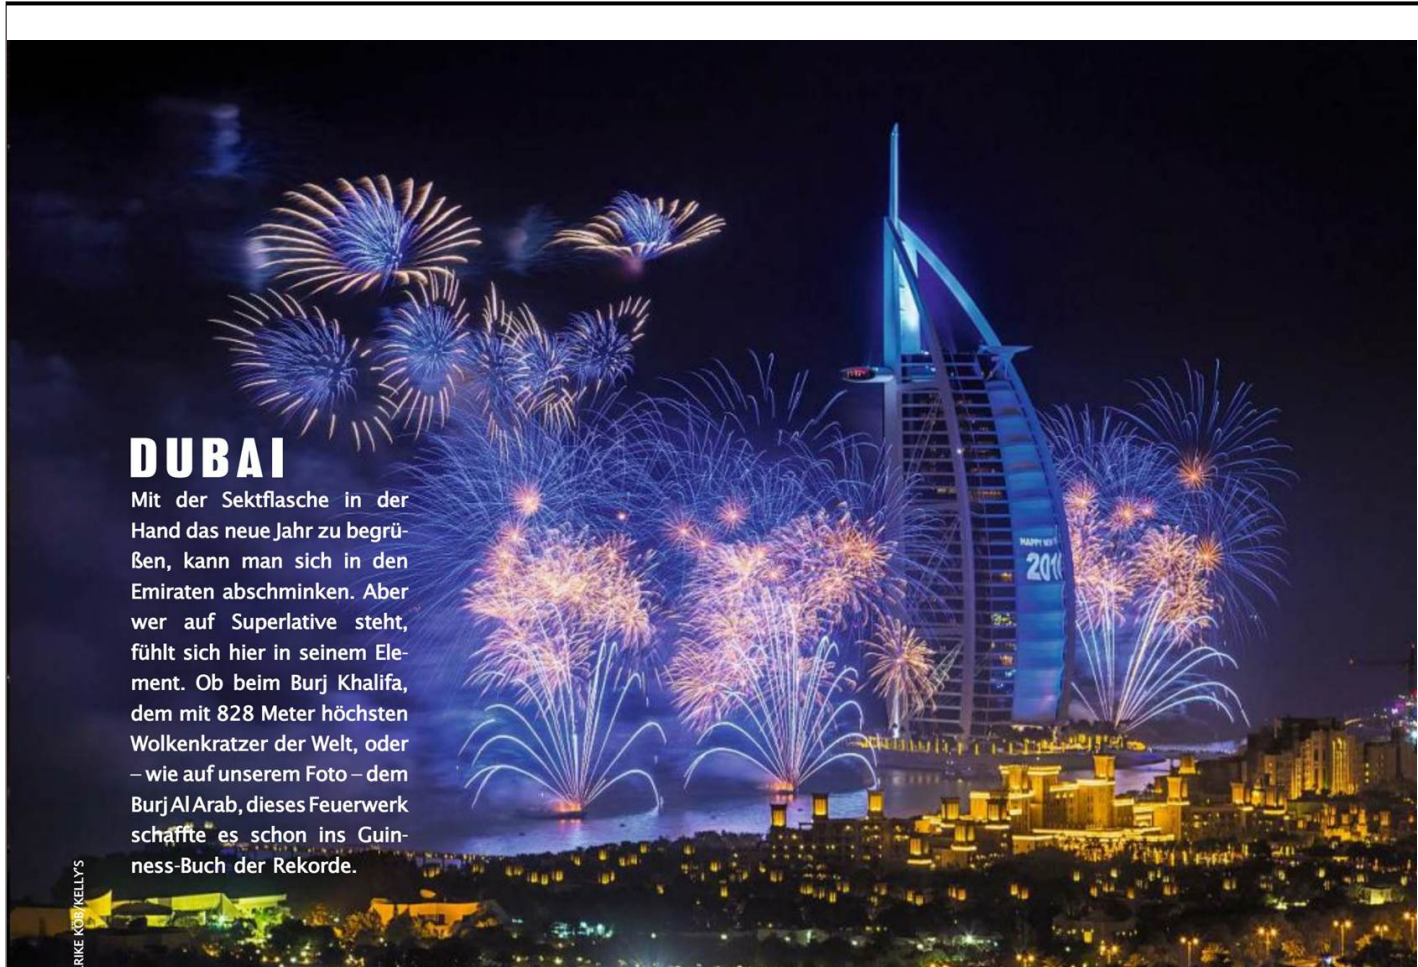 DUBAI
Mit der Sektflasche in der
Hand das neue Jahr zu begrü-
ßen, kann man sich in den
Emiraten abschminken. Aber
wer auf Superlative steht,
fühlt sich hier in seinem Ele-
ment. Ob beim Burj Khalifa,
dem mit 828 Meter höchsten
Wolkenkratzer der Welt, oder
– wie auf unserem Foto – dem
Burj Al Arab, dieses Feuerwerk
schaffte es schon ins Guin-
ness-Buch der Rekorde.
HAPPY
KÖB/KELLY'S